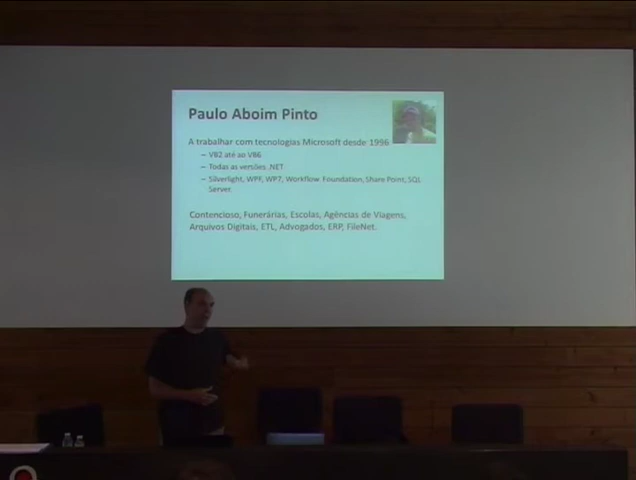 Paulo Aboim Pinto
A trabalhar com tecnologias Microsoft desde 1996
– VB2 até ao VB6
– Todas as versões .NET
– Silverlight, WPF, WP7, Workflow Foundation, Share Point, SQL
Server.
Contencioso, Funerárias, Escolas, Agências de Viagens,
Arquivos Digitais, ETL, Advogados, ERP, FileNet.